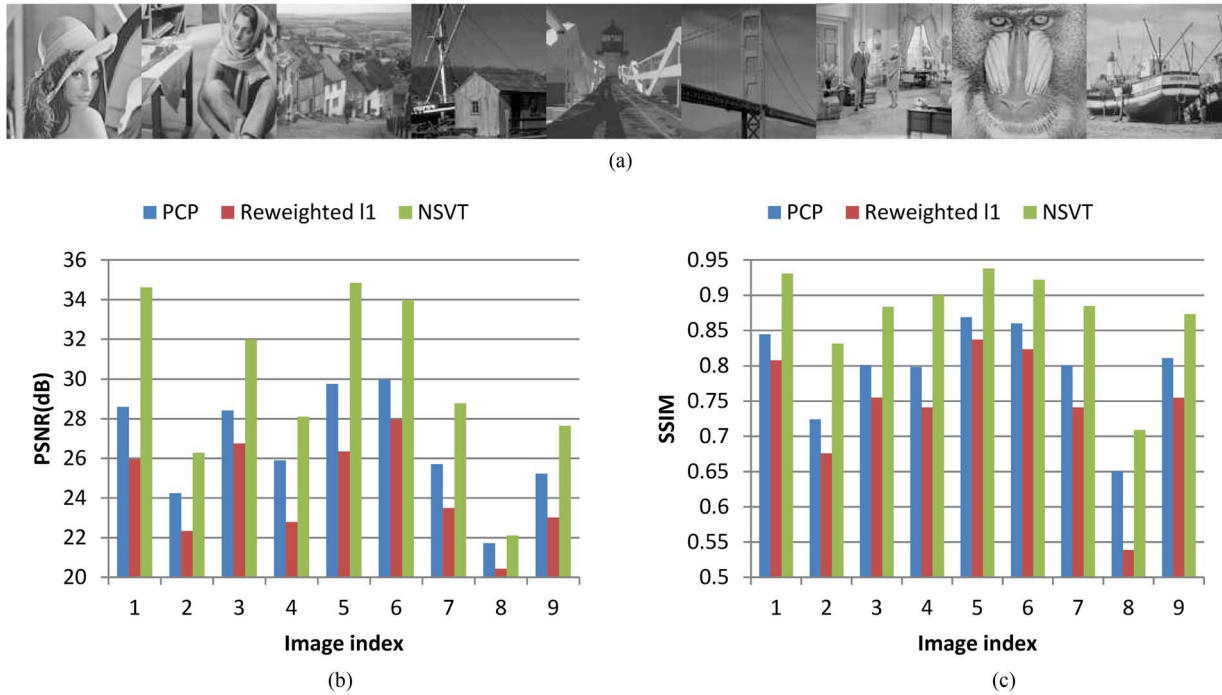 (a)
PCP Reweighted l1 NSVT
36
34
32
30
28
26
24
22
20
PSNR(dB)
1 2 3 4 5 6 7 8 9
Image index
(b)
PCP Reweighted l1 NSVT
0.95
0.9
0.85
0.8
0.75
0.7
0.65
0.6
0.55
0.5
SSIM
1 2 3 4 5 6 7 8 9
Image index
(c)